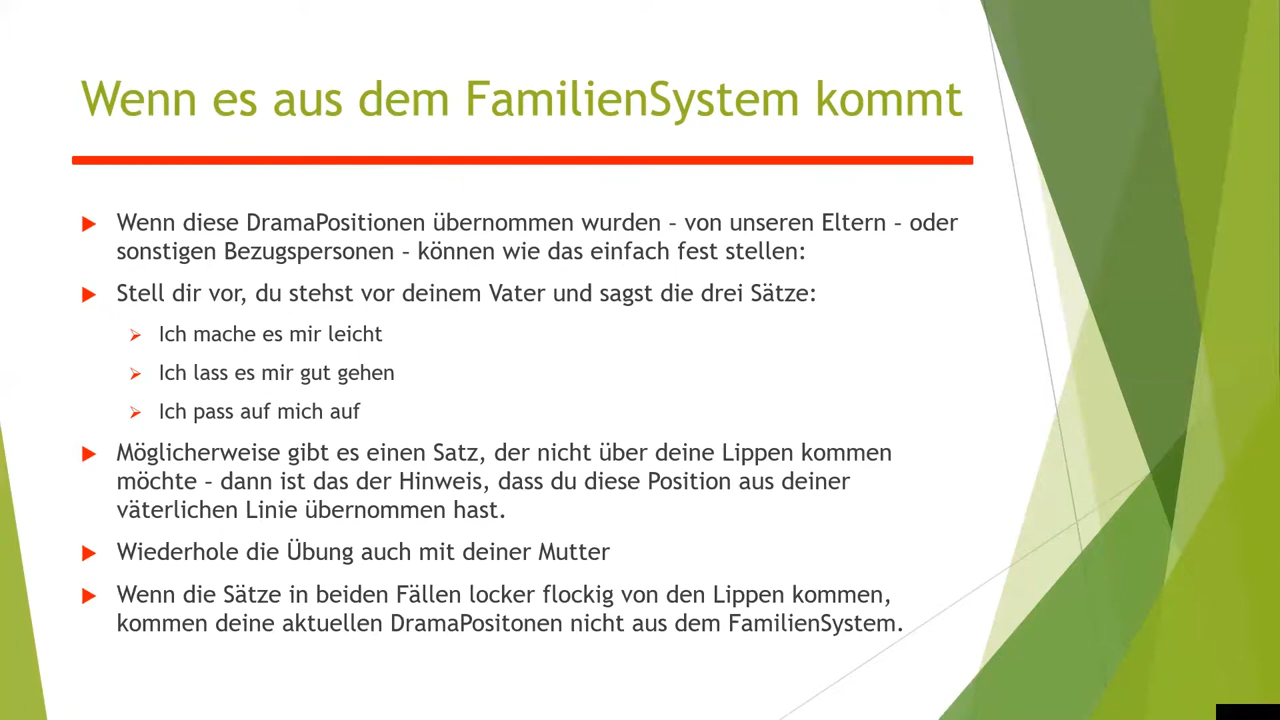 Wenn es aus dem FamilienSystem kommt
Wenn diese DramaPositionen übernommen wurden – von unseren Eltern – oder
sonstigen Bezugspersonen – können wie das einfach fest stellen:
Stell dir vor, du stehst vor deinem Vater und sagst die drei Sätze:
Ich mache es mir leicht
Ich lass es mir gut gehen
Ich pass auf mich auf
Möglicherweise gibt es einen Satz, der nicht über deine Lippen kommen
möchte – dann ist das der Hinweis, dass du diese Position aus deiner
väterlichen Linie übernommen hast.
Wiederhole die Übung auch mit deiner Mutter
Wenn die Sätze in beiden Fällen locker flockig von den Lippen kommen,
kommen deine aktuellen DramaPositonen nicht aus dem FamilienSystem.